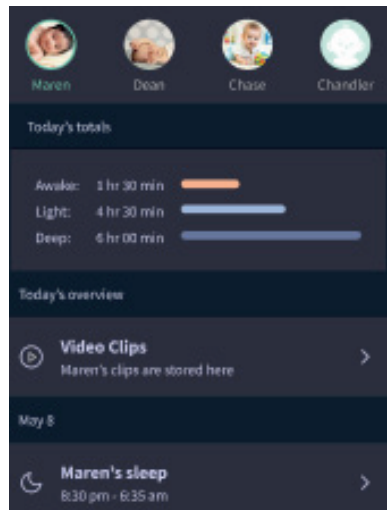 Maren Dean Chase Chandler
Today's totals
Awake: 1 hr 30 min
Light: 4 hr 30 min
Deep: 6 hr 00 min
Today's overview
Video Clips
Maren's clips are stored here
May 8
Maren's sleep
8:30 pm - 6:35 am